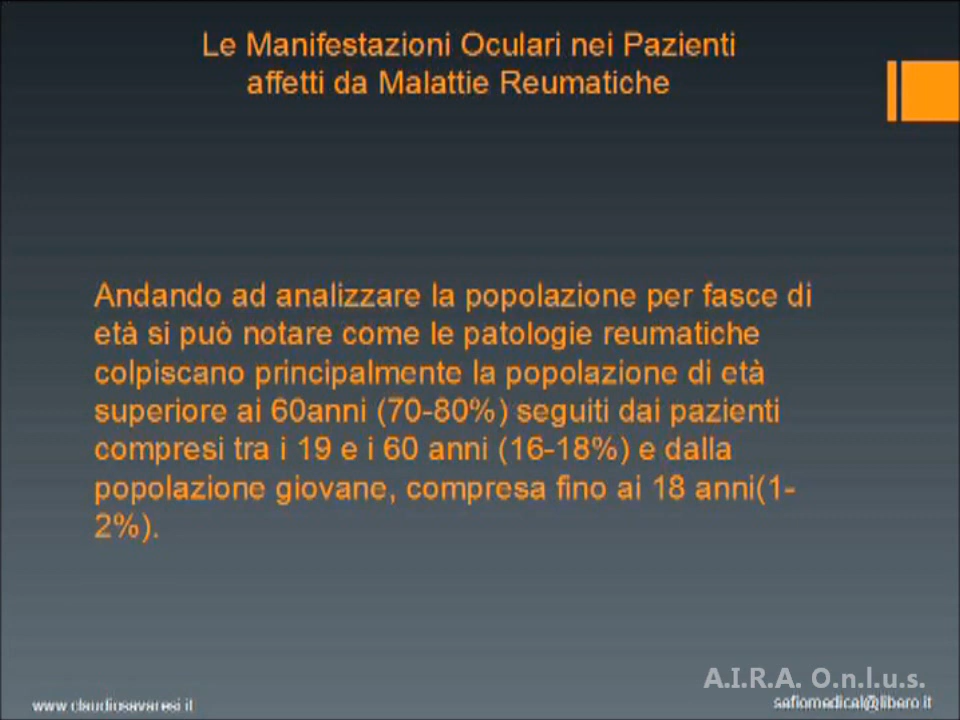 Le Manifestazioni Oculari nei Pazienti
affetti da Malattie Reumatiche
Andando ad analizzare la popolazione per fasce di
età si può notare come le patologie reumatiche
colpiscano principalmente la popolazione di età
superiore ai 60anni (70-80%) seguiti dai pazienti
compresi tra i 19 e i 60 anni (16-18%) e dalla
popolazione giovane, compresa fino ai 18 anni(1-
2%).
A.I.R.A. O.n.l.u.s.
www.claudiosavaresi.it
safiomedical@libero.it